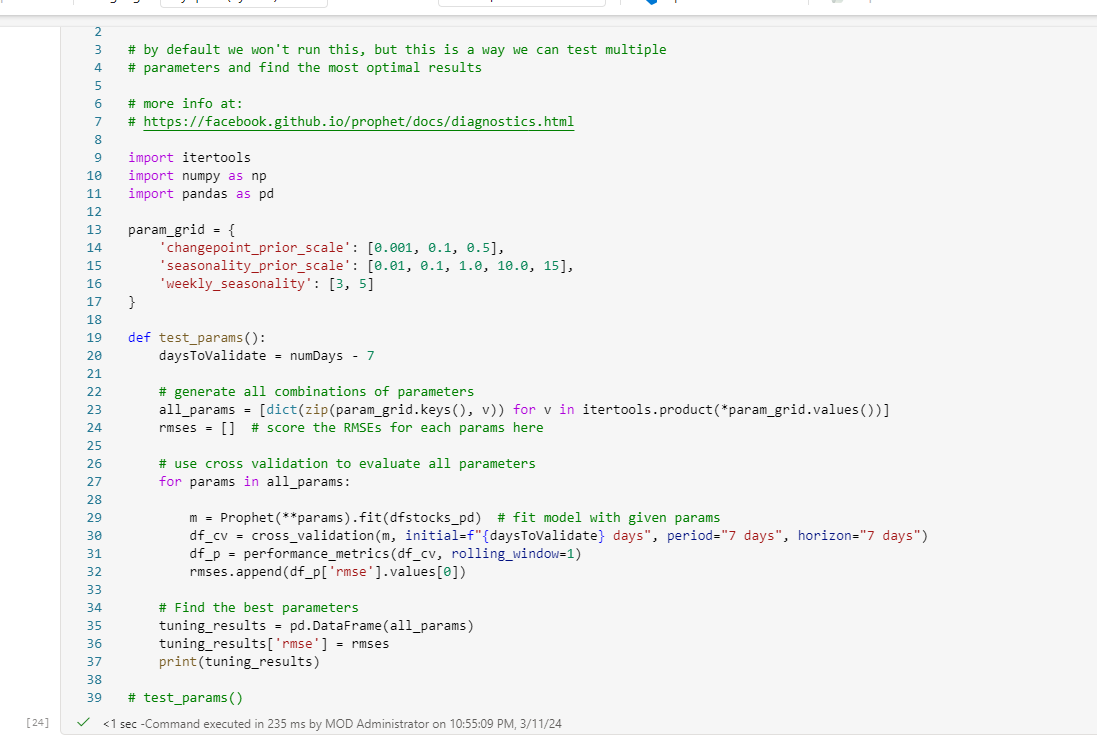 2
3 # by default we won't run this, but this is a way we can test multiple
4 # parameters and find the most optimal results
5
6 # more info at:
7 # https://facebook.github.io/prophet/docs/diagnostics.html
8
9 import itertools
10 import numpy as np
11 import pandas as pd
12
13 param_grid = {
14     'changepoint_prior_scale': [0.001, 0.1, 0.5],
15     'seasonality_prior_scale': [0.01, 0.1, 1.0, 10.0, 15],
16     'weekly_seasonality': [3, 5]
17 }
18
19 def test_params():
20     daysToValidate = numDays - 7
21
22     # generate all combinations of parameters
23     all_params = [dict(zip(param_grid.keys(), v)) for v in itertools.product(*param_grid.values())]
24     rmses = []  # score the RMSEs for each params here
25
26     # use cross validation to evaluate all parameters
27     for params in all_params:
28
29         m = Prophet(**params).fit(dfstocks_pd)  # fit model with given params
30         df_cv = cross_validation(m, initial=f"{daysToValidate} days", period="7 days", horizon="7 days")
31         df_p = performance_metrics(df_cv, rolling_window=1)
32         rmses.append(df_p['rmse'].values[0])
33
34     # Find the best parameters
35     tuning_results = pd.DataFrame(all_params)
36     tuning_results['rmse'] = rmses
37     print(tuning_results)
38
39 # test_params()
[24] <1 sec -Command executed in 235 ms by MOD Administrator on 10:55:09 PM, 3/11/24